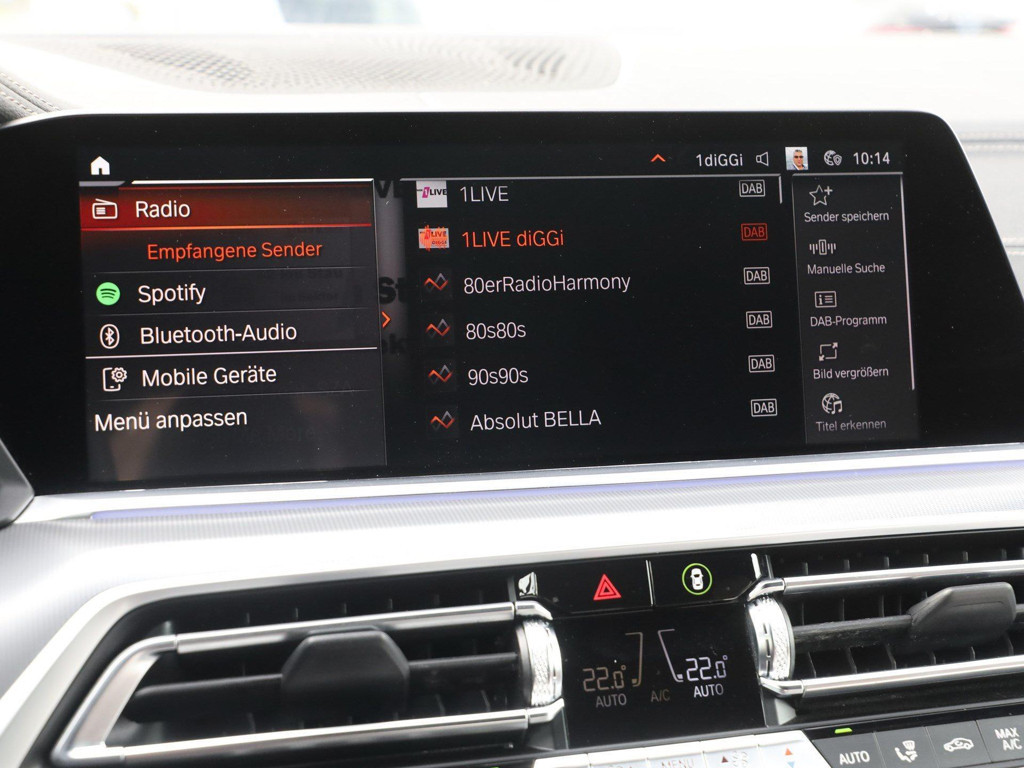 1diGGi 10:14
Radio
Empfangene Sender
Spotify
Bluetooth-Audio
Mobile Geräte
Menü anpassen
1LIVE DAB
1LIVE diGGi DAB
80erRadioHarmony DAB
80s80s DAB
90s90s DAB
Absolut BELLA DAB
Sender speichern
Manuelle Suche
DAB-Programm
Bild vergrößern
Titel erkennen
22.0° 22.0°
AUTO A/C AUTO
MENU AUTO MAX
A/C